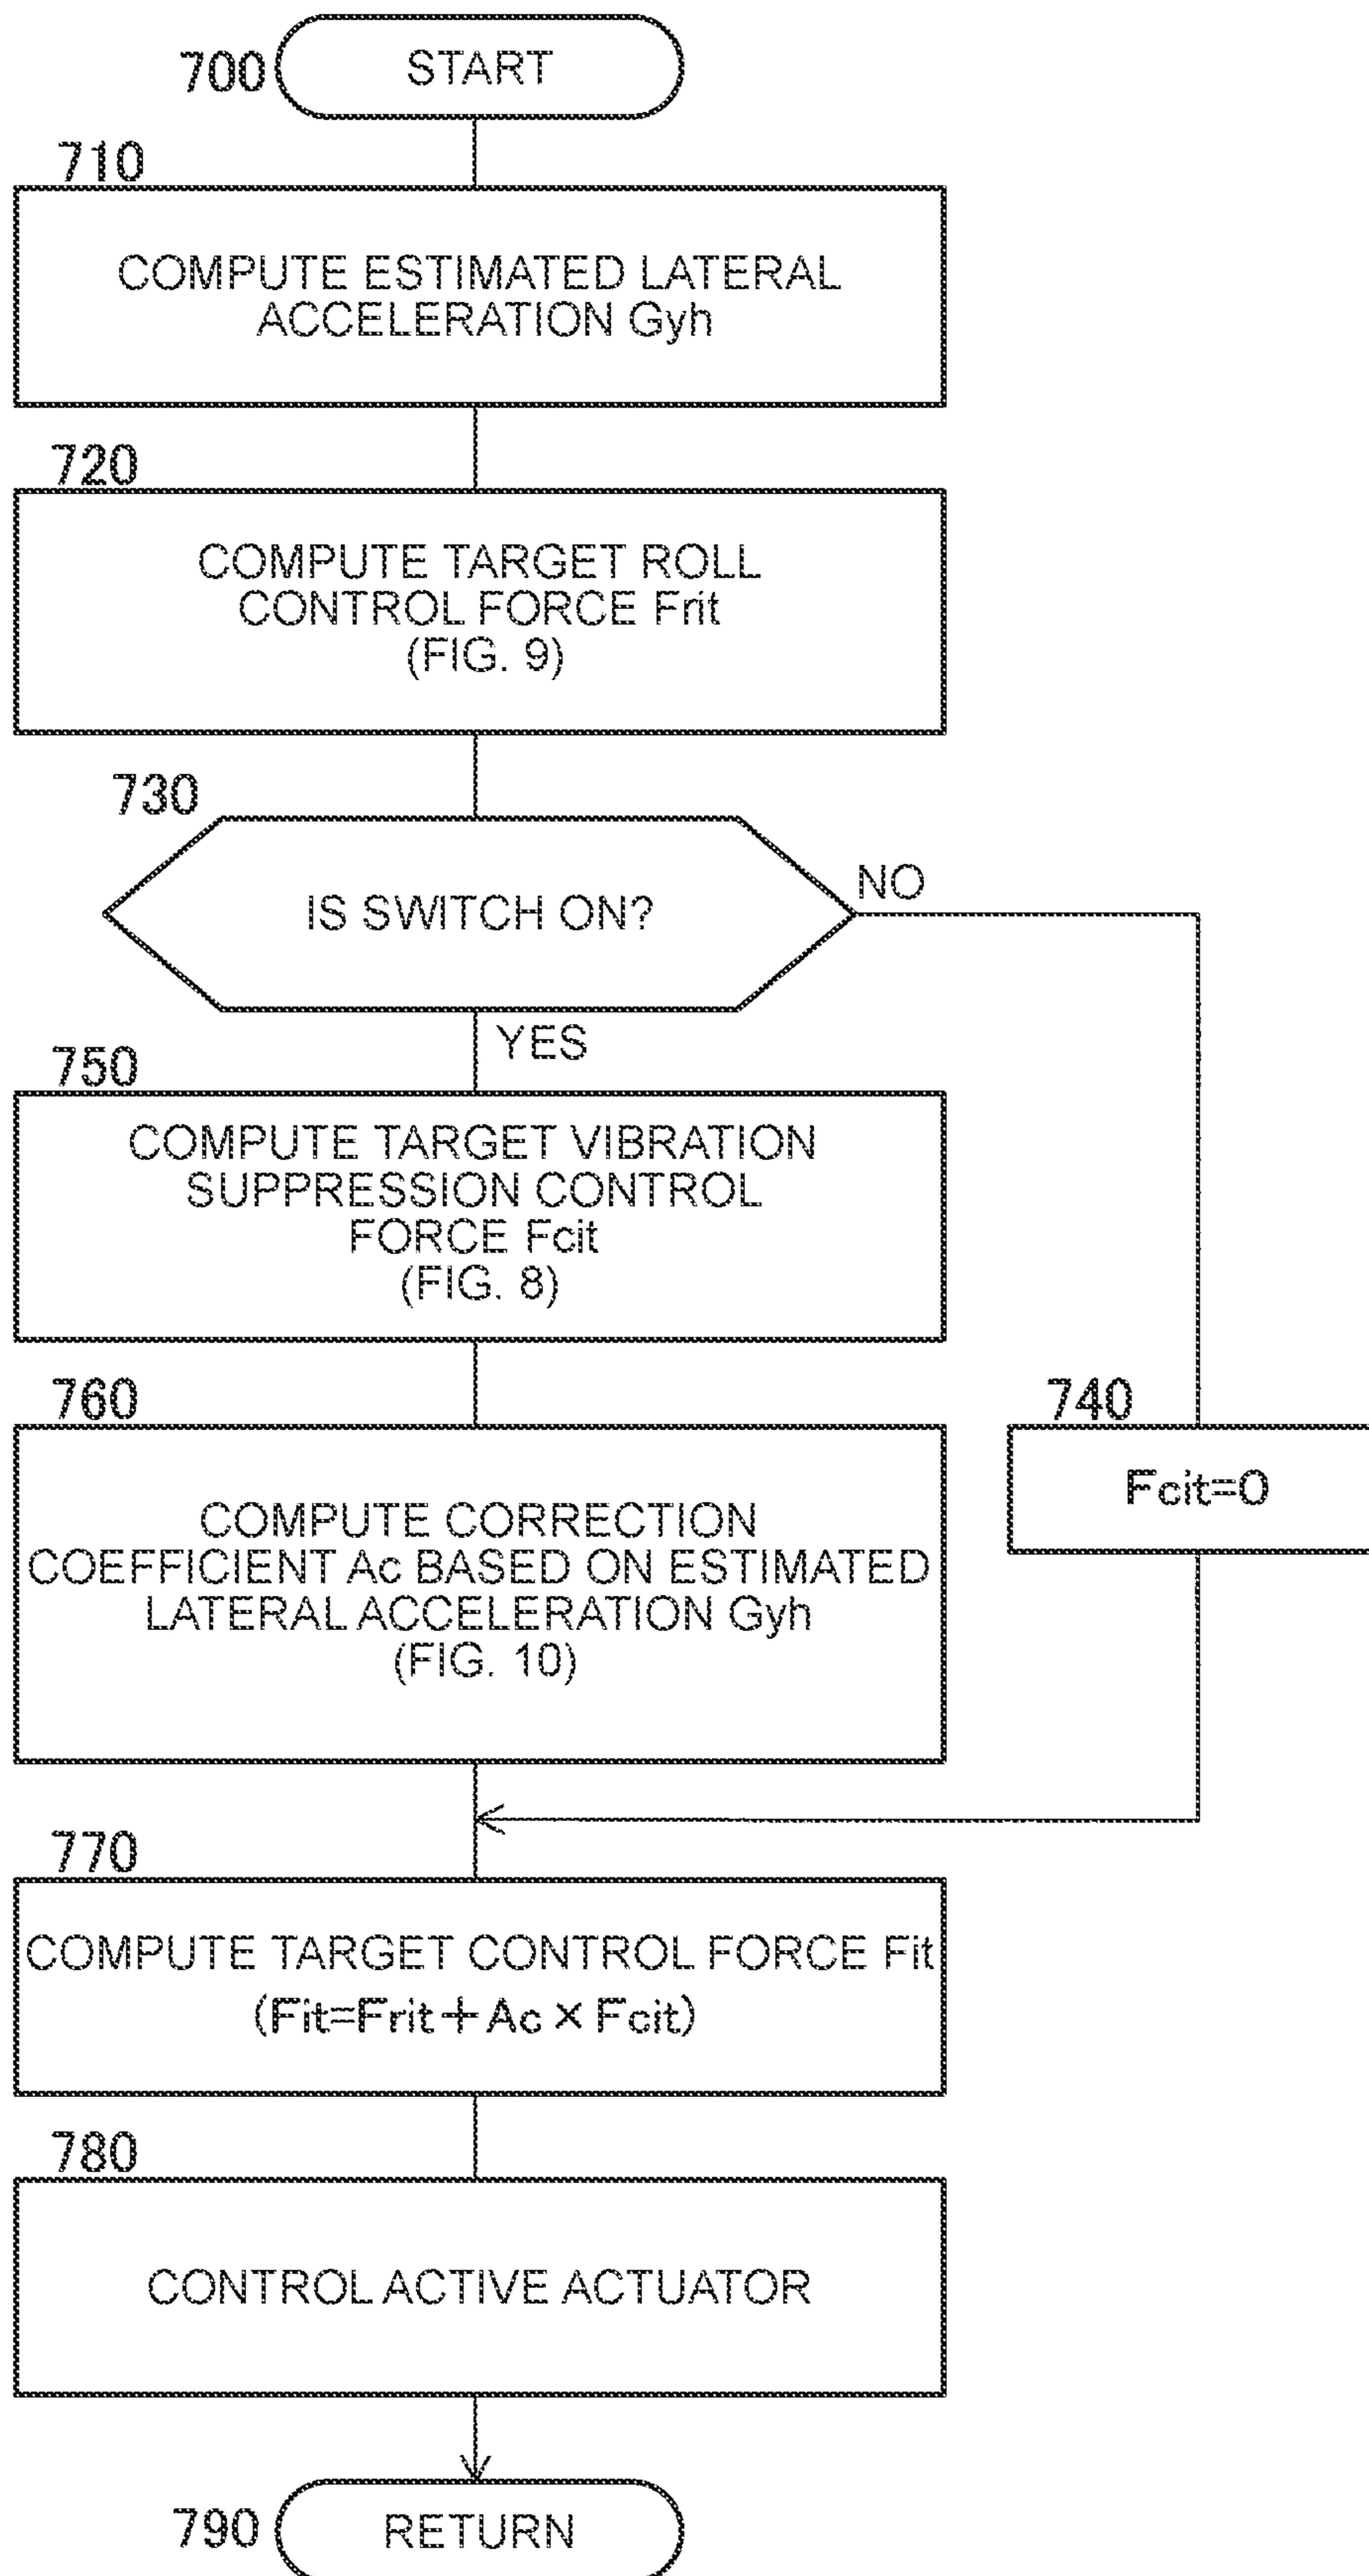 700
START
710
COMPUTE ESTIMATED LATERAL
ACCELERATION Gyh
720
COMPUTE TARGET ROLL
CONTROL FORCE Frit
(FIG. 9)
730
IS SWITCH ON?
NO
YES
750
COMPUTE TARGET VIBRATION
SUPPRESSION CONTROL
FORCE Fcit
(FIG. 8)
760
COMPUTE CORRECTION
COEFFICIENT Ac BASED ON ESTIMATED
LATERAL ACCELERATION Gyh
(FIG. 10)
740
Fcit=0
770
COMPUTE TARGET CONTROL FORCE Fit
(Fit=Frit+Ac×Fcit)
780
CONTROL ACTIVE ACTUATOR
790
RETURN